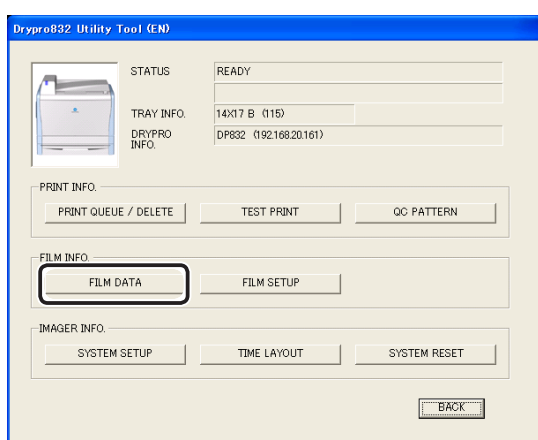 Drypro832 Utility Tool (EN)
STATUS READY
TRAY INFO. 14X17 B (115)
DRYPRO INFO. DP832 (192.168.20.161)
PRINT INFO.
PRINT QUEUE / DELETE TEST PRINT QC PATTERN
FILM INFO.
FILM DATA FILM SETUP
IMAGER INFO.
SYSTEM SETUP TIME LAYOUT SYSTEM RESET
BACK